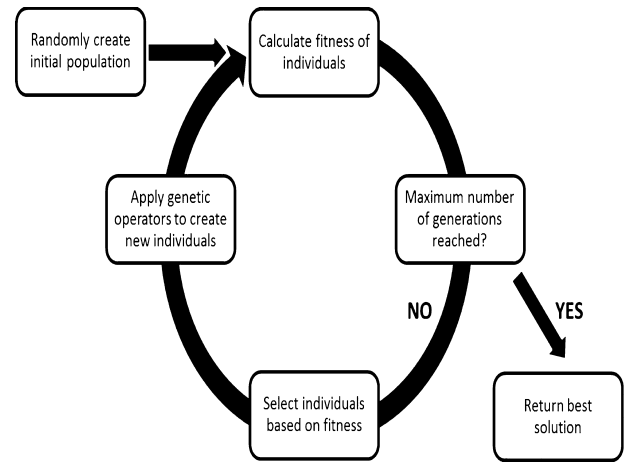 Randomly create
initial population
Calculate fitness of
individuals
Maximum number
of generations
reached?
NO
YES
Return best
solution
Select individuals
based on fitness
Apply genetic
operators to create
new individuals